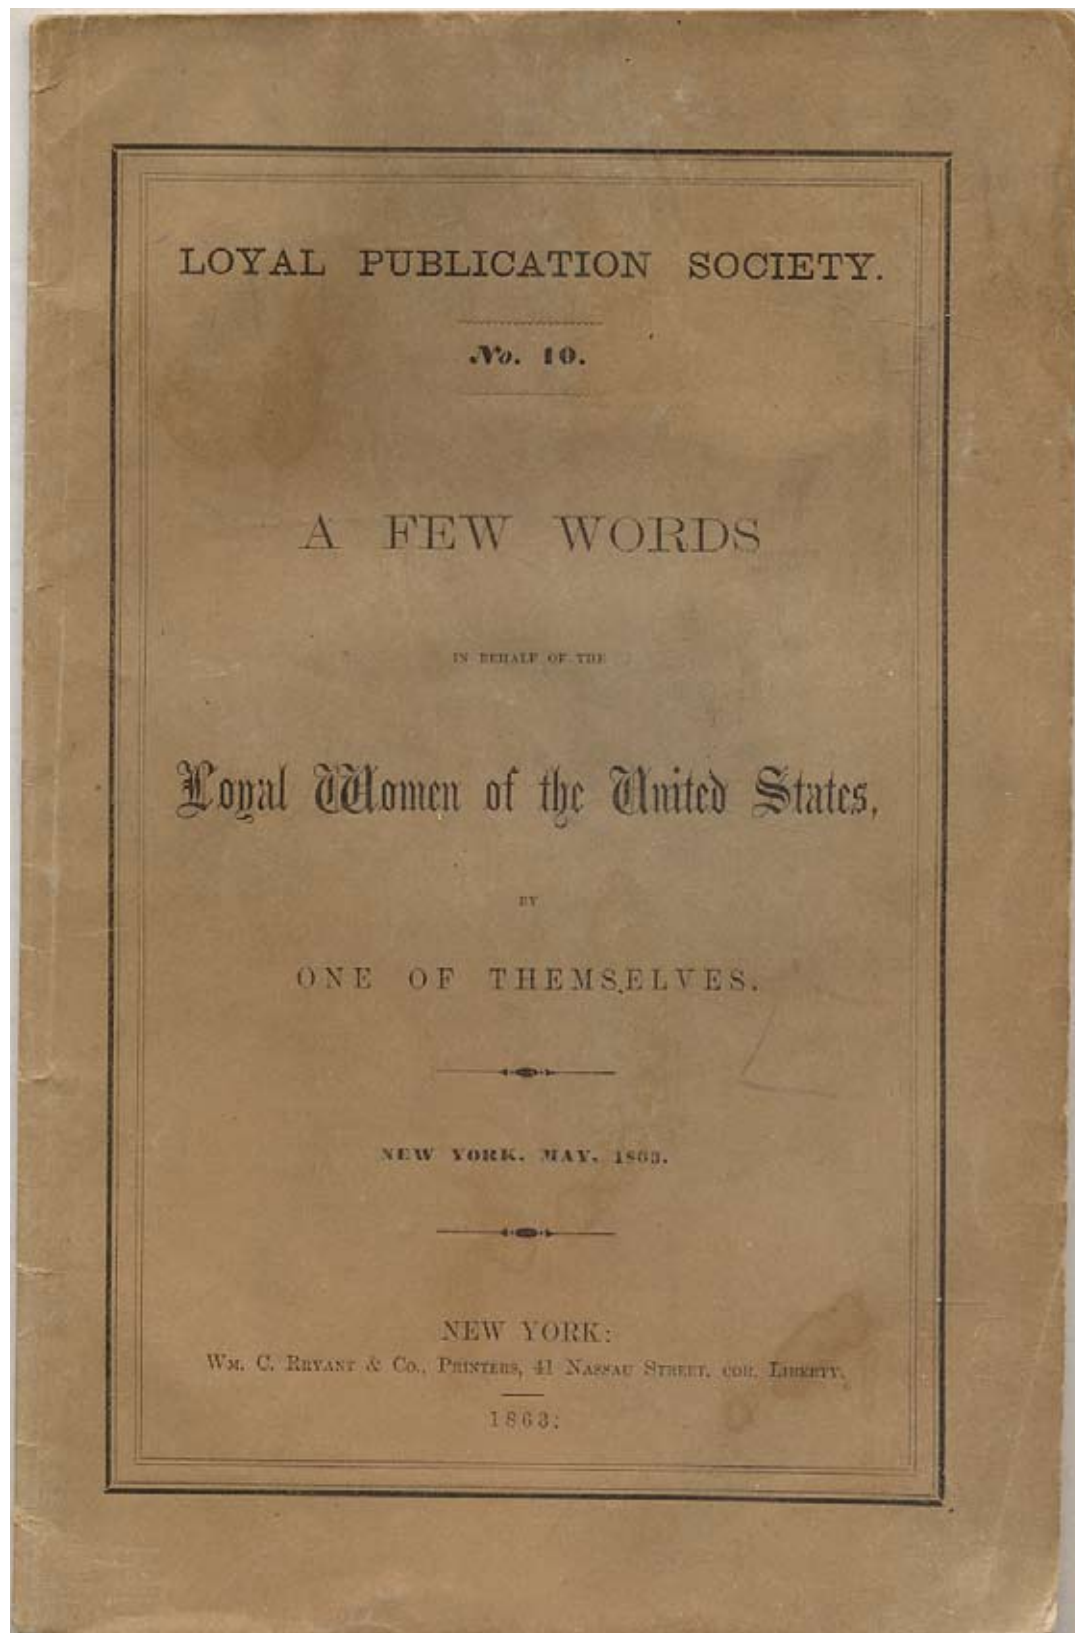 LOYAL PUBLICATION SOCIETY.
No. 10.
A FEW WORDS
IN BEHALF OF THE
Loyal Women of the United States,
BY
ONE OF THEMSELVES.
NEW YORK, MAY, 1863.
NEW YORK:
WM. C. BRYANT & CO., PRINTERS, 41 NASSAU STREET, COR. LIBERTY.
1863: